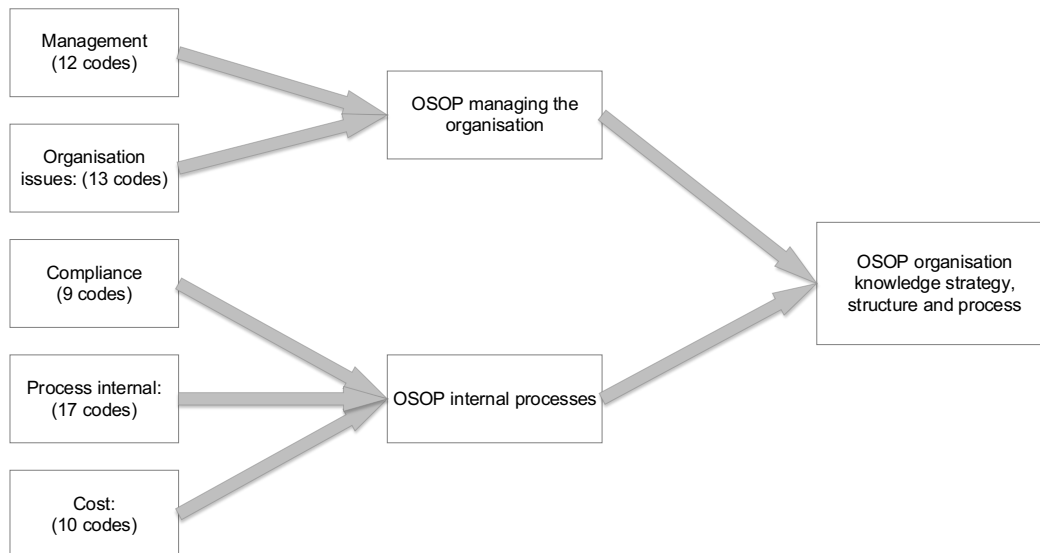 Management
(12 codes)
Organisation
issues: (13 codes)
Compliance
(9 codes)
Process internal:
(17 codes)
Cost:
(10 codes)
OSOP managing the
organisation
OSOP internal processes
OSOP organisation
knowledge strategy,
structure and process